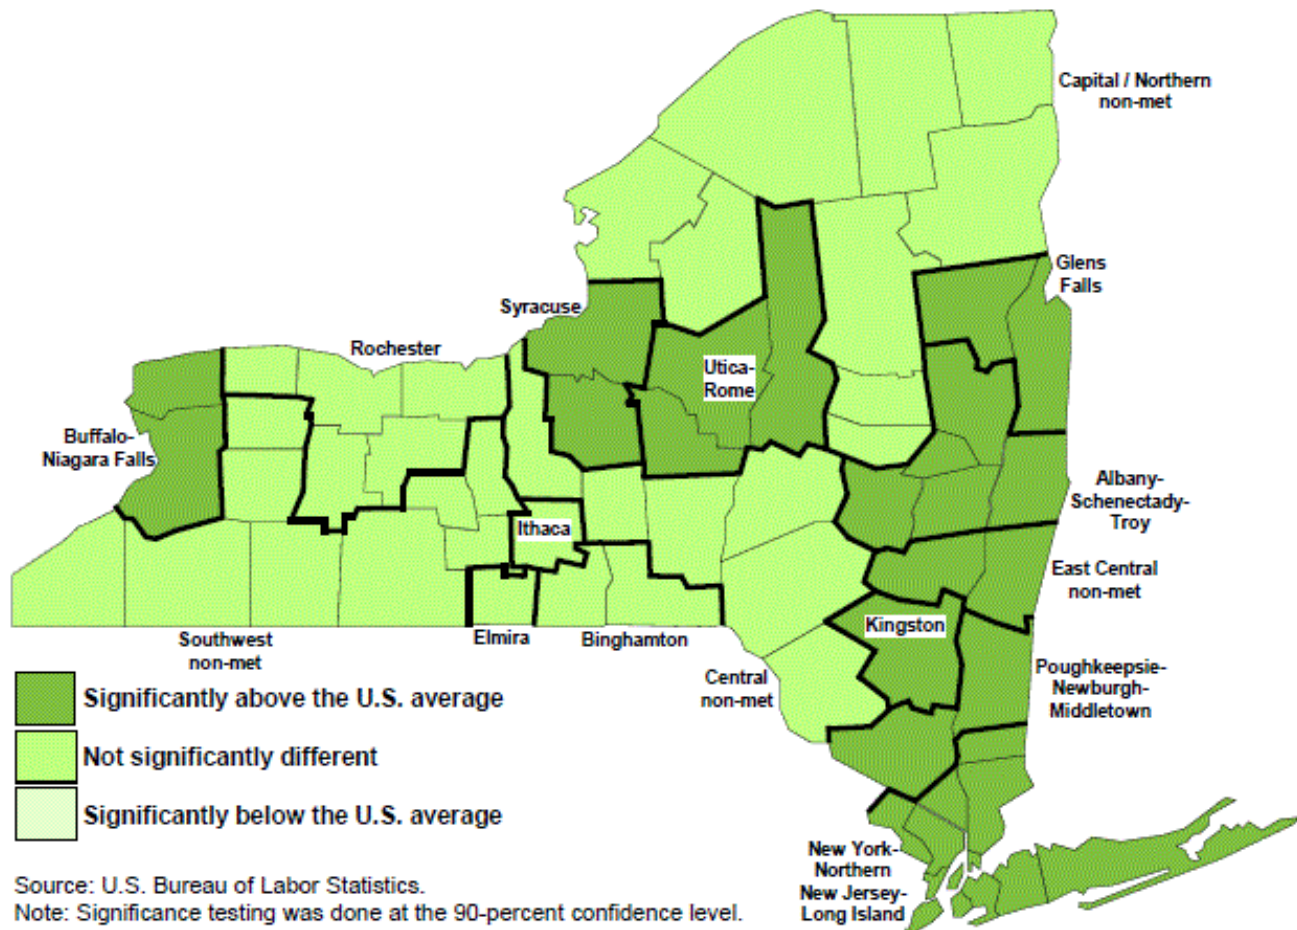 Capital / Northern
non-met
Glens
Falls
Syracuse
Rochester
Utica-
Rome
Buffalo-
Niagara Falls
Albany-
Schenectady-
Troy
Ithaca
East Central
non-met
Kingston
Southwest
non-met
Elmira
Binghamton
Central
non-met
Poughkeepsie-
Newburgh-
Middletown
Significantly above the U.S. average
Not significantly different
Significantly below the U.S. average
New York-
Northern
New Jersey-
Long Island
Source: U.S. Bureau of Labor Statistics.
Note: Significance testing was done at the 90-percent confidence level.